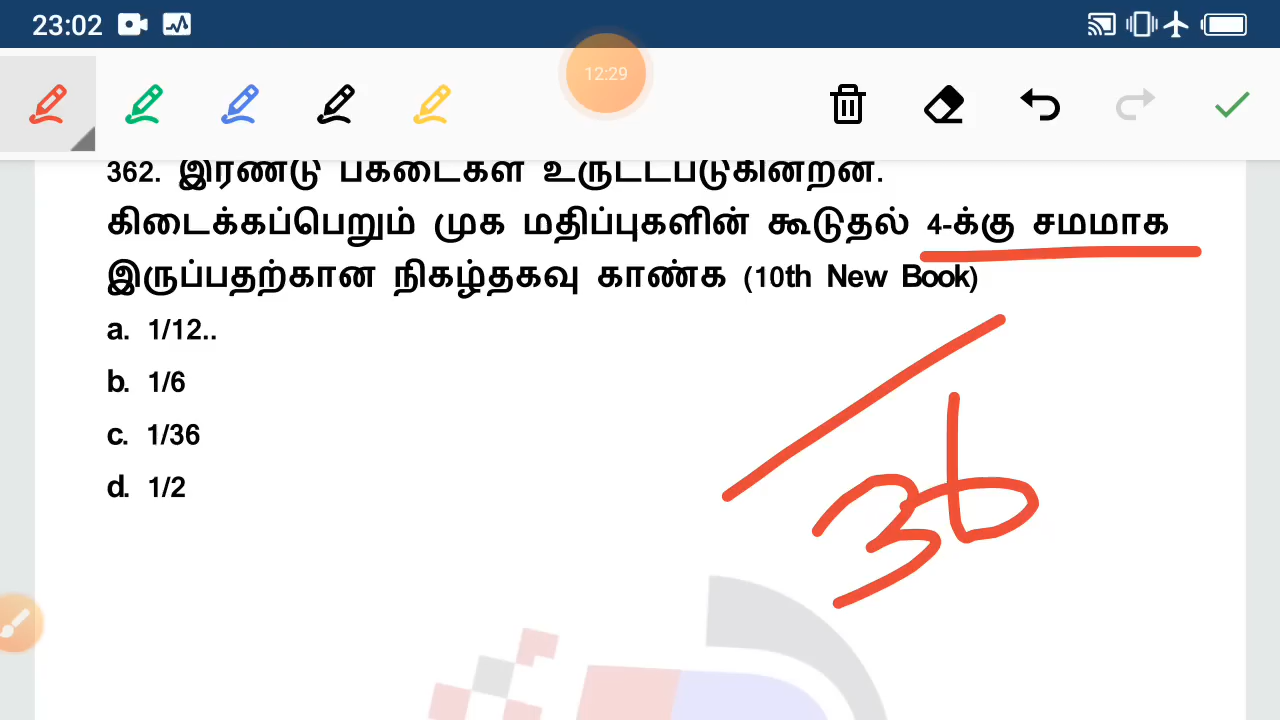 23:02
12:29
362. இரண்டு பகடைகள் உருட்டப்படுகின்றன.
கிடைக்கப்பெறும் முக மதிப்புகளின் கூடுதல் 4-க்கு சமமாக
இருப்பதற்கான நிகழ்தகவு காண்க (10th New Book)
a. 1/12..
b. 1/6
c. 1/36
d. 1/2
36